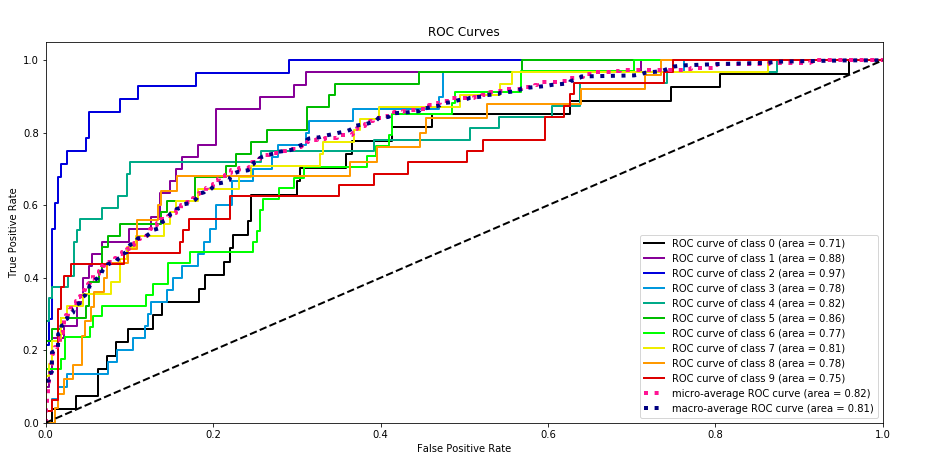 ROC Curves
True Positive Rate
1.0
0.8
0.6
0.4
0.2
0.0
0.0 0.2 0.4 0.6 0.8 1.0
False Positive Rate
ROC curve of class 0 (area = 0.71)
ROC curve of class 1 (area = 0.88)
ROC curve of class 2 (area = 0.97)
ROC curve of class 3 (area = 0.78)
ROC curve of class 4 (area = 0.82)
ROC curve of class 5 (area = 0.86)
ROC curve of class 6 (area = 0.77)
ROC curve of class 7 (area = 0.81)
ROC curve of class 8 (area = 0.78)
ROC curve of class 9 (area = 0.75)
micro-average ROC curve (area = 0.82)
macro-average ROC curve (area = 0.81)